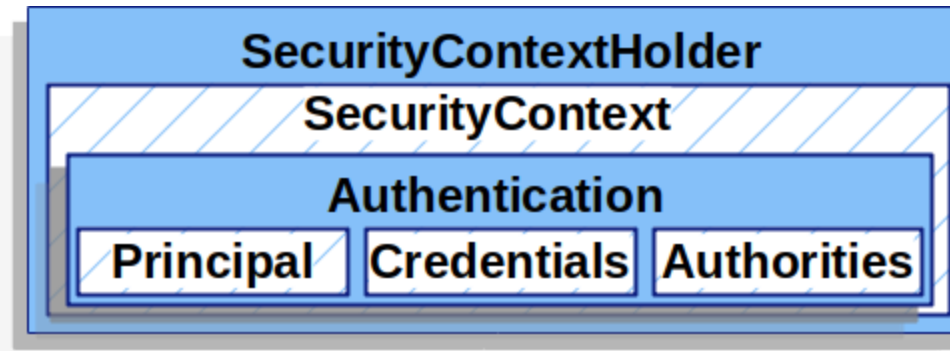 SecurityContextHolder
SecurityContext
Authentication
Principal Credentials Authorities